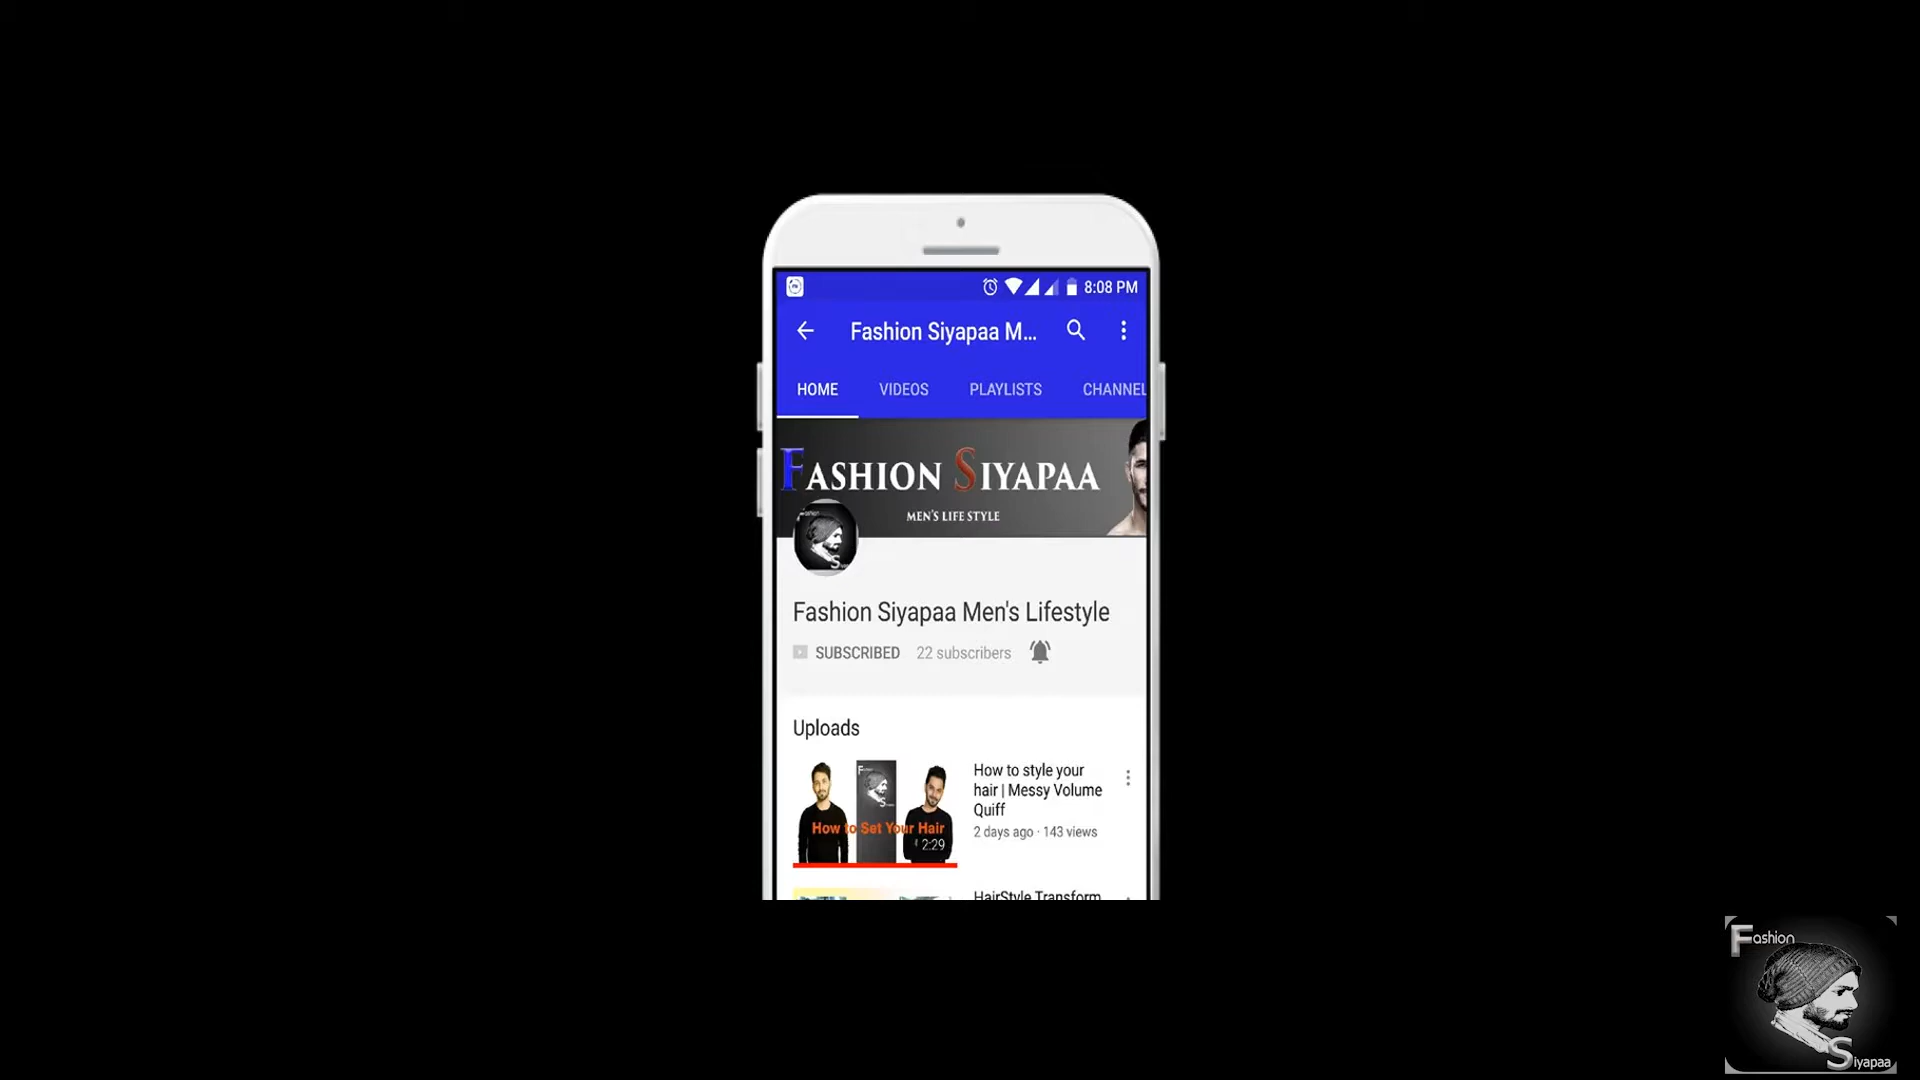 8:08 PM
Fashion Siyapaa M...
HOME VIDEOS PLAYLISTS CHANNEL
FASHION SIYAPAA
MEN'S LIFE STYLE
Fashion Siyapaa Men's Lifestyle
SUBSCRIBED 22 subscribers
Uploads
How to style your
hair | Messy Volume
Quiff
2 days ago · 143 views
How to Set Your Hair
2:29
HairStyle Transform
Fashion
Siyapaa